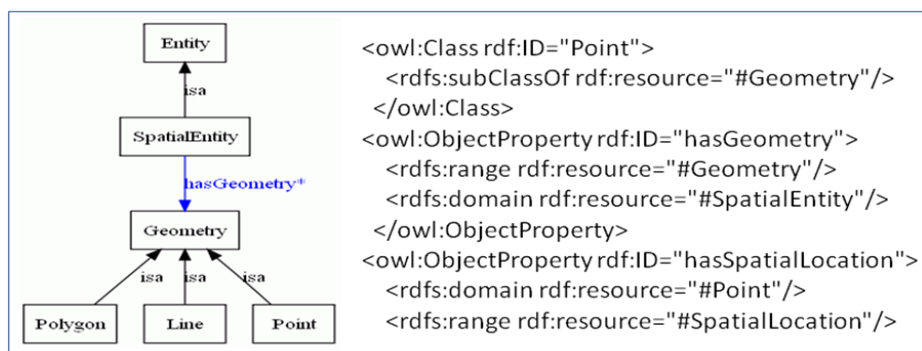 Entity
isa
SpatialEntity
hasGeometry*
Geometry
isa isa isa
Polygon Line Point
<owl:Class rdf:ID="Point">
<rdfs:subClassOf rdf:resource="#Geometry"/>
</owl:Class>
<owl:ObjectProperty rdf:ID="hasGeometry">
<rdfs:range rdf:resource="#Geometry"/>
<rdfs:domain rdf:resource="#SpatialEntity"/>
</owl:ObjectProperty>
<owl:ObjectProperty rdf:ID="hasSpatialLocation">
<rdfs:domain rdf:resource="#Point"/>
<rdfs:range rdf:resource="#SpatialLocation"/>